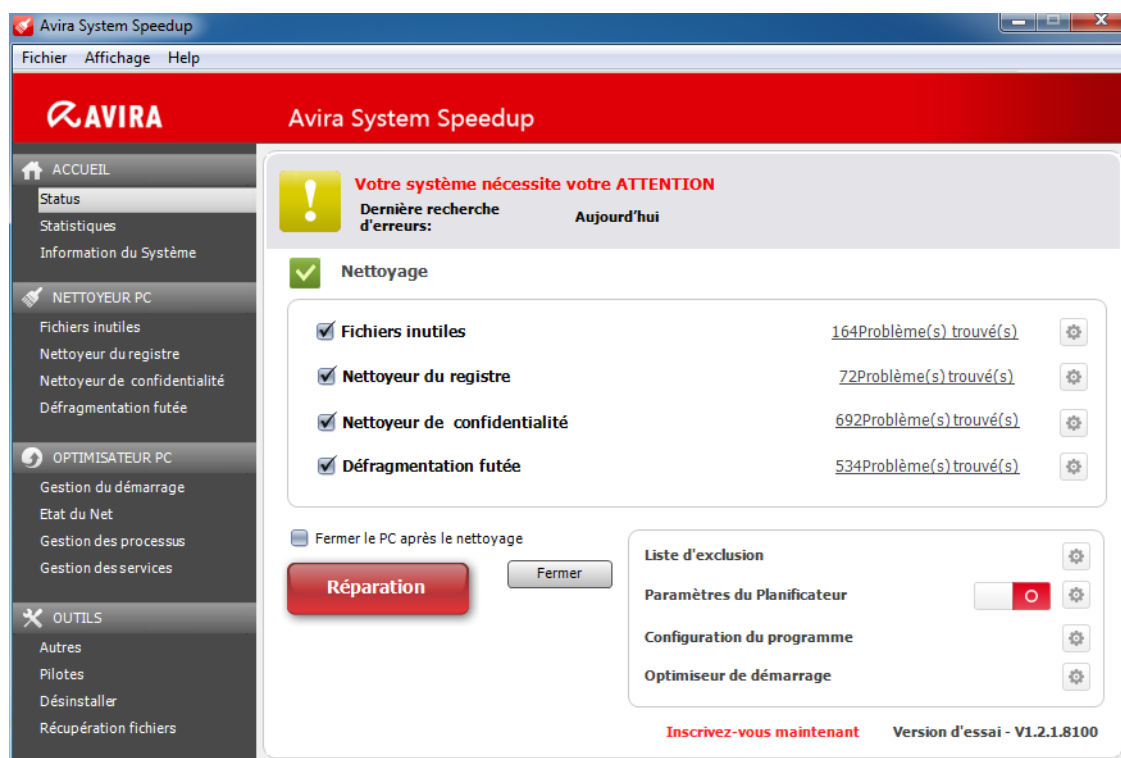 Avira System Speedup
Fichier Affichage Help
AVIRA
Avira System Speedup
ACCUEIL
Status
Statistiques
Information du Système
NETTOYEUR PC
Fichiers inutiles
Nettoyeur du registre
Nettoyeur de confidentialité
Défragmentation futée
OPTIMISATEUR PC
Gestion du démarrage
Etat du Net
Gestion des processus
Gestion des services
OUTILS
Autres
Pilotes
Désinstaller
Récupération fichiers
Votre système nécessite votre ATTENTION
Dernière recherche
d'erreurs:
Aujourd'hui
Nettoyage
Fichiers inutiles 164Problème(s) trouvé(s)
Nettoyeur du registre 72Problème(s) trouvé(s)
Nettoyeur de confidentialité 692Problème(s) trouvé(s)
Défragmentation futée 534Problème(s) trouvé(s)
Fermer le PC après le nettoyage
Réparation
Fermer
Liste d'exclusion
Paramètres du Planificateur
Configuration du programme
Optimiseur de démarrage
Inscrivez-vous maintenant Version d'essai - V1.2.1.8100